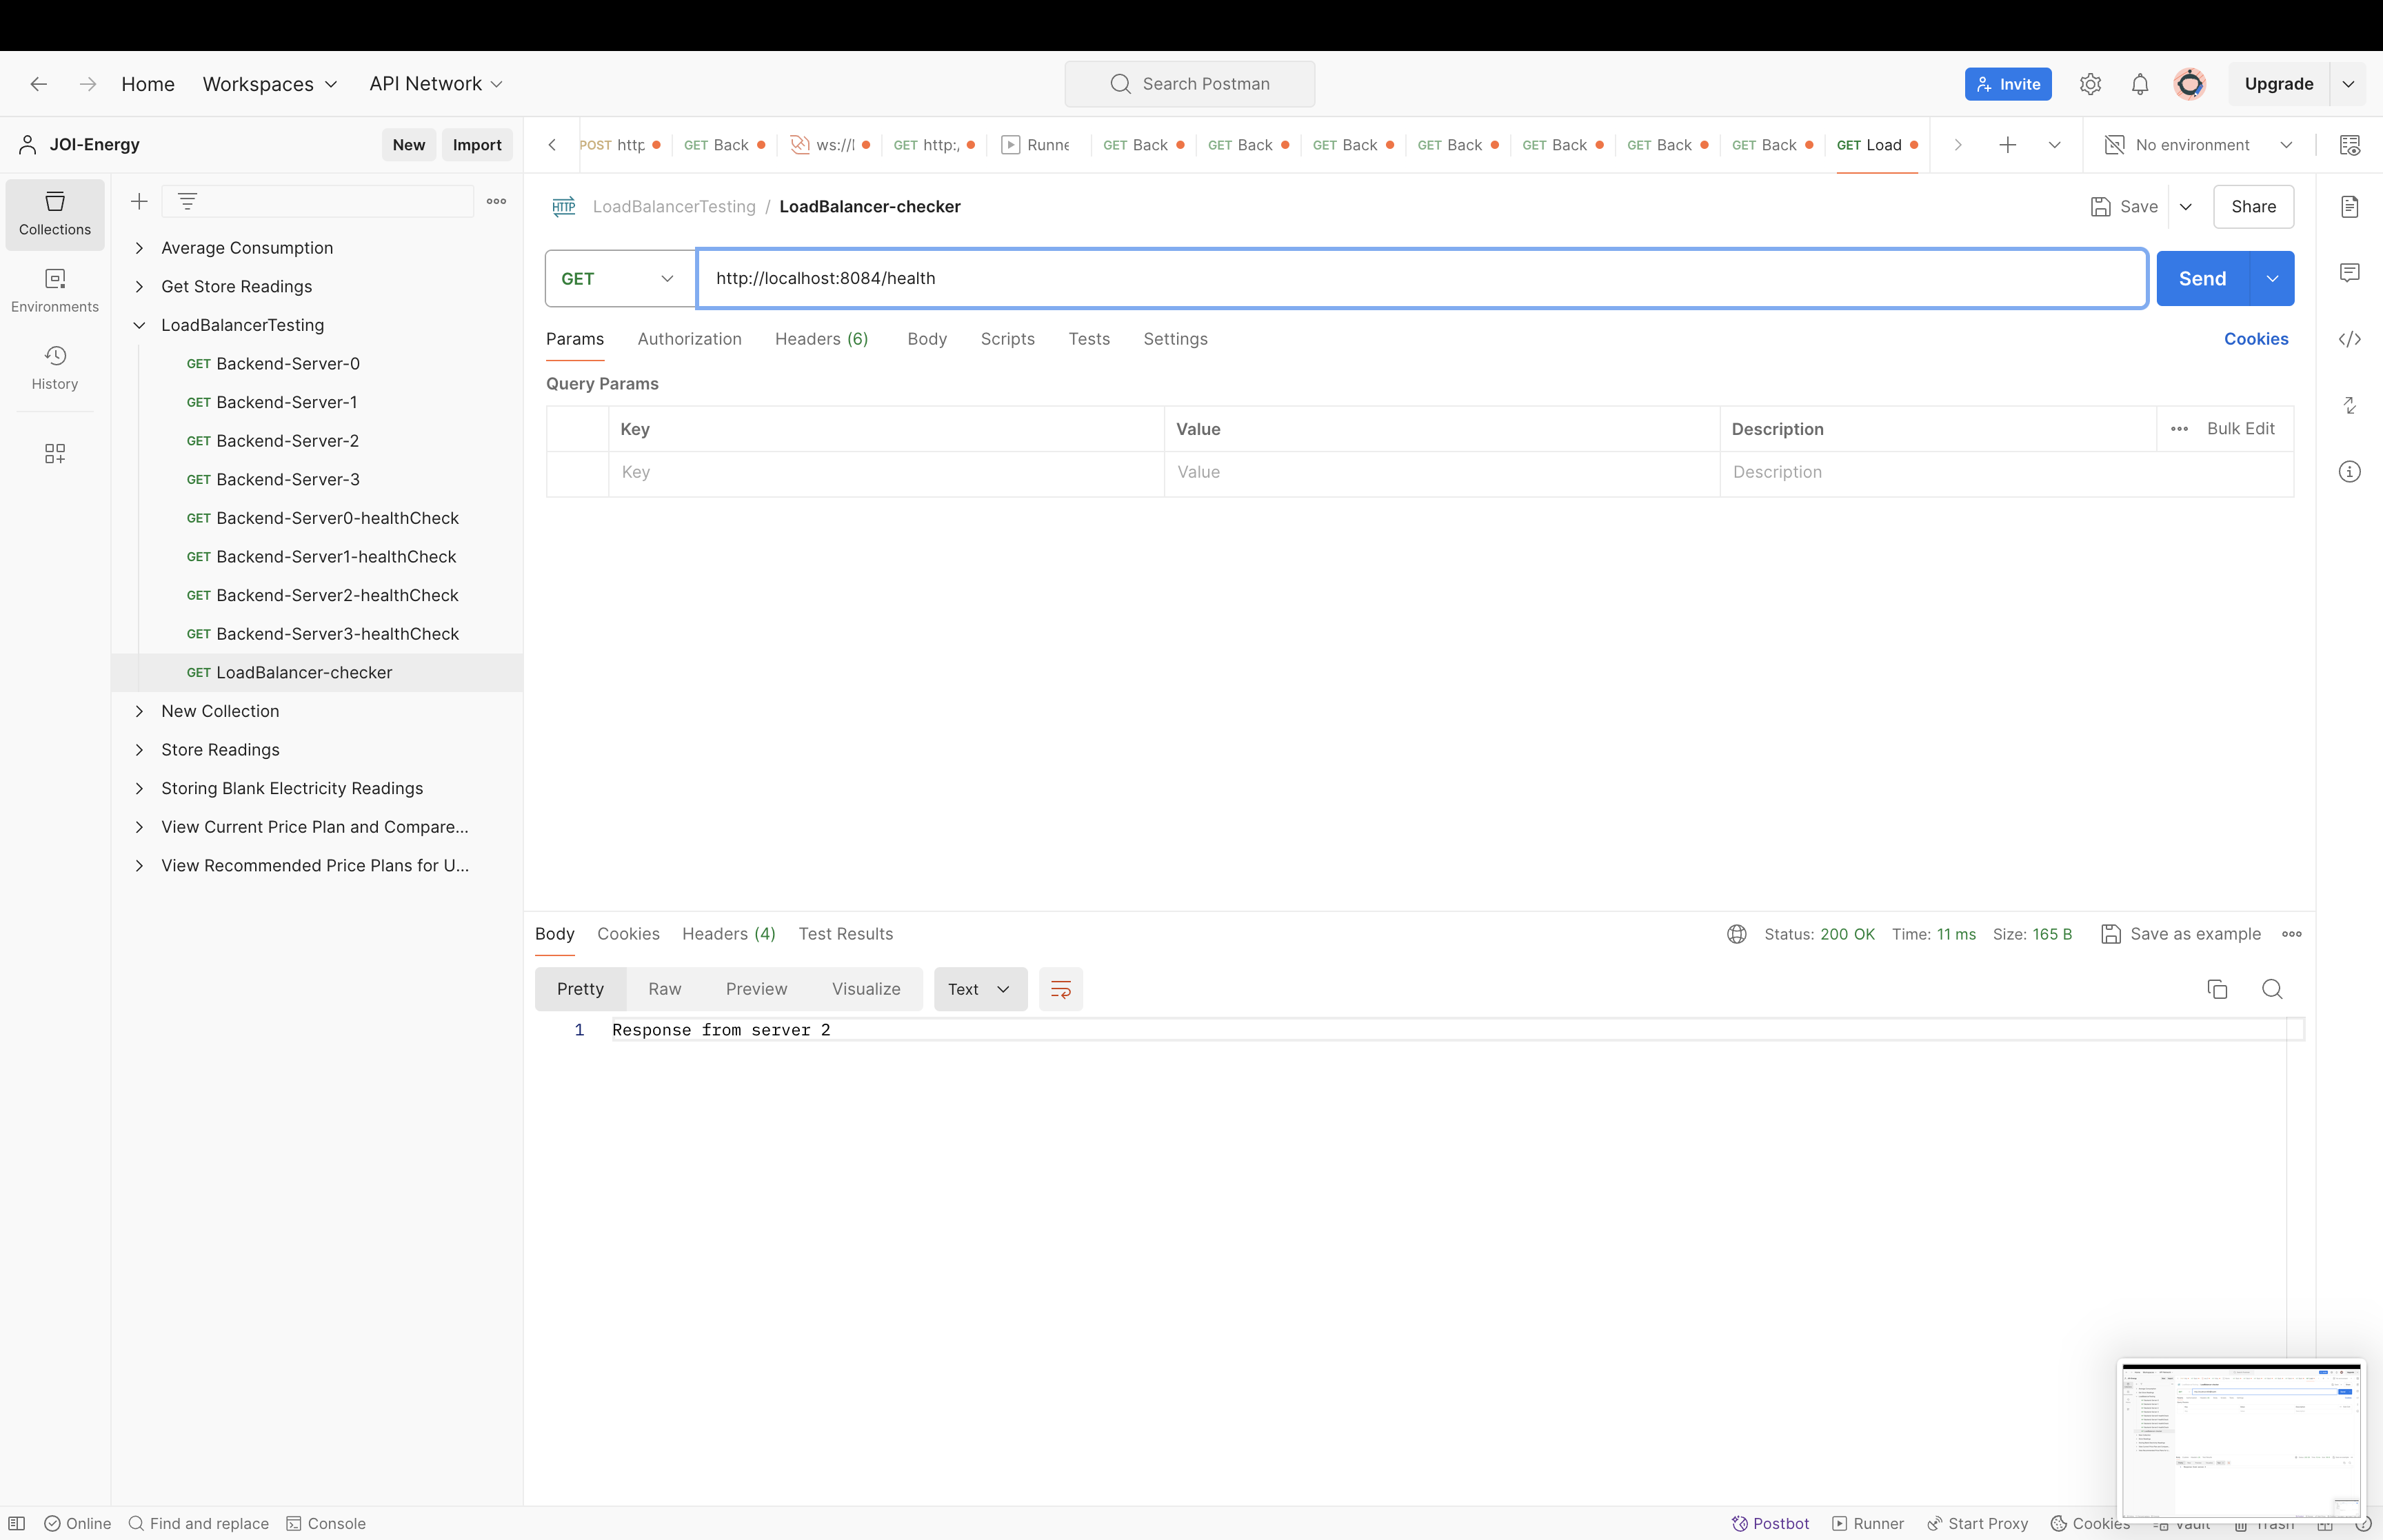 Home Workspaces API Network Search Postman Invite Upgrade
JOI-Energy New Import
POST http GET Back ws://l GET http:, Runne GET Back GET Back GET Back GET Back GET Back GET Back GET Back GET Load No environment
Collections
Environments
History
Average Consumption
Get Store Readings
LoadBalancerTesting
GET Backend-Server-0
GET Backend-Server-1
GET Backend-Server-2
GET Backend-Server-3
GET Backend-Server0-healthCheck
GET Backend-Server1-healthCheck
GET Backend-Server2-healthCheck
GET Backend-Server3-healthCheck
GET LoadBalancer-checker
New Collection
Store Readings
Storing Blank Electricity Readings
View Current Price Plan and Compare...
View Recommended Price Plans for U...
HTTP LoadBalancerTesting / LoadBalancer-checker Save Share
GET http://localhost:8084/health Send
Params Authorization Headers (6) Body Scripts Tests Settings Cookies
Query Params
Key Value Description Bulk Edit
Key Value Description
Body Cookies Headers (4) Test Results Status: 200 OK Time: 11 ms Size: 165 B Save as example
Pretty Raw Preview Visualize Text
1 Response from server 2
Online Find and replace Console Postbot Runner Start Proxy Cookies Vault Trash